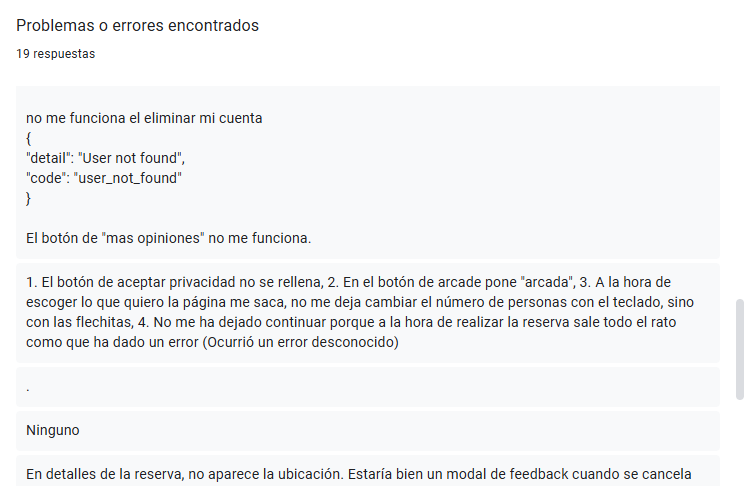 Problemas o errores encontrados
19 respuestas
no me funciona el eliminar mi cuenta
{
"detail": "User not found",
"code": "user_not_found"
}
El botón de "mas opiniones" no me funciona.
1. El botón de aceptar privacidad no se rellena, 2. En el botón de arcade pone "arcada", 3. A la hora de
escoger lo que quiero la página me saca, no me deja cambiar el número de personas con el teclado, sino
con las flechitas, 4. No me ha dejado continuar porque a la hora de realizar la reserva sale todo el rato
como que ha dado un error (Ocurrió un error desconocido)
.
Ninguno
En detalles de la reserva, no aparece la ubicación. Estaría bien un modal de feedback cuando se cancela